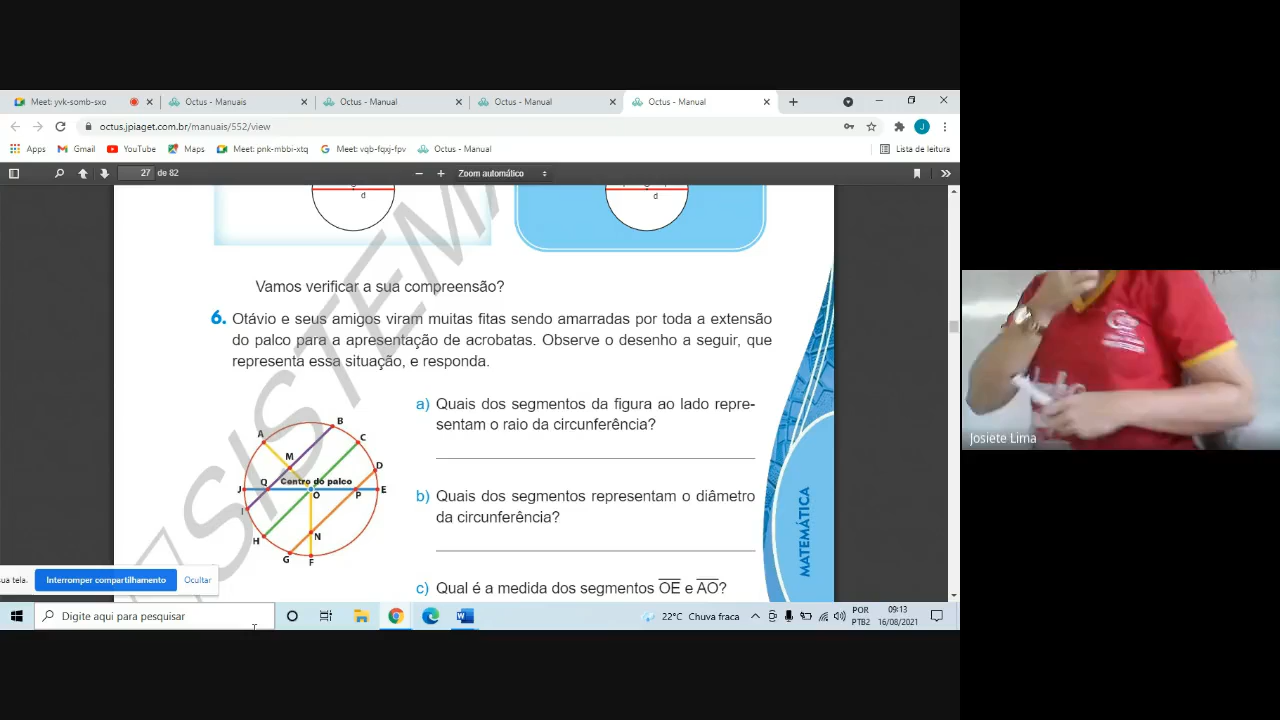 Meet: yvk-somb-sxo
Octus - Manuais
Octus - Manual
Octus - Manual
Octus - Manual
octus.jpiaget.com.br/manuais/552/view
Apps
Gmail
YouTube
Maps
Meet: pnk-mbbi-xtq
Meet: vqb-fqxj-fpv
Octus - Manual
Lista de leitura
27 de 82
Zoom automático
d
d
SISTEMA
Vamos verificar a sua compreensão?
6. Otávio e seus amigos viram muitas fitas sendo amarradas por toda a extensão
do palco para a apresentação de acrobatas. Observe o desenho a seguir, que
representa essa situação, e responda.
a) Quais dos segmentos da figura ao lado repre-
sentam o raio da circunferência?
b) Quais dos segmentos representam o diâmetro
da circunferência?
c) Qual é a medida dos segmentos OE e AO?
A
B
C
M
D
Q
Centro do palco
J
O
P
E
I
H
N
G
F
MATEMÁTICA
sua tela.
Interromper compartilhamento
Ocultar
Digite aqui para pesquisar
22°C Chuva fraca
POR
PTB2
09:13
16/08/2021
J
Josiete Lima